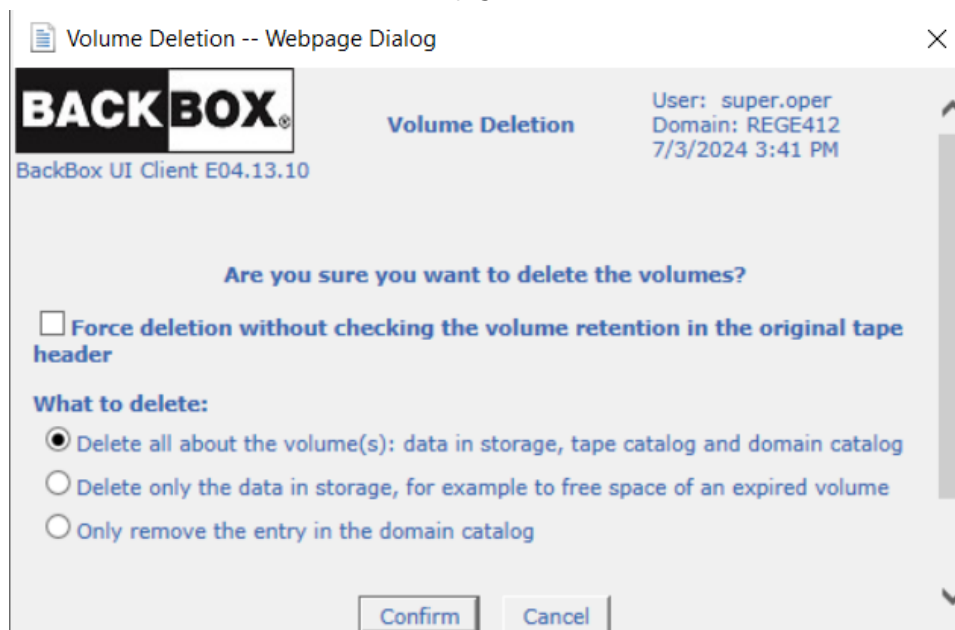 Volume Deletion -- Webpage Dialog
BACKBOX®
BackBox UI Client E04.13.10
Volume Deletion
User: super.oper
Domain: REGE412
7/3/2024 3:41 PM
Are you sure you want to delete the volumes?
Force deletion without checking the volume retention in the original tape
header
What to delete:
Delete all about the volume(s): data in storage, tape catalog and domain catalog
Delete only the data in storage, for example to free space of an expired volume
Only remove the entry in the domain catalog
Confirm
Cancel